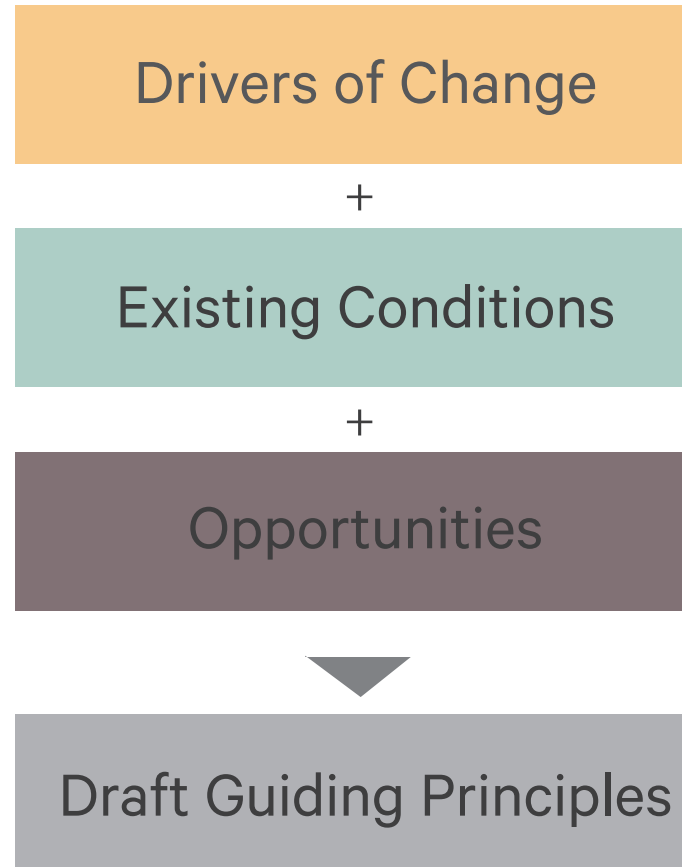 Drivers of Change
+
Existing Conditions
+
Opportunities
Draft Guiding Principles